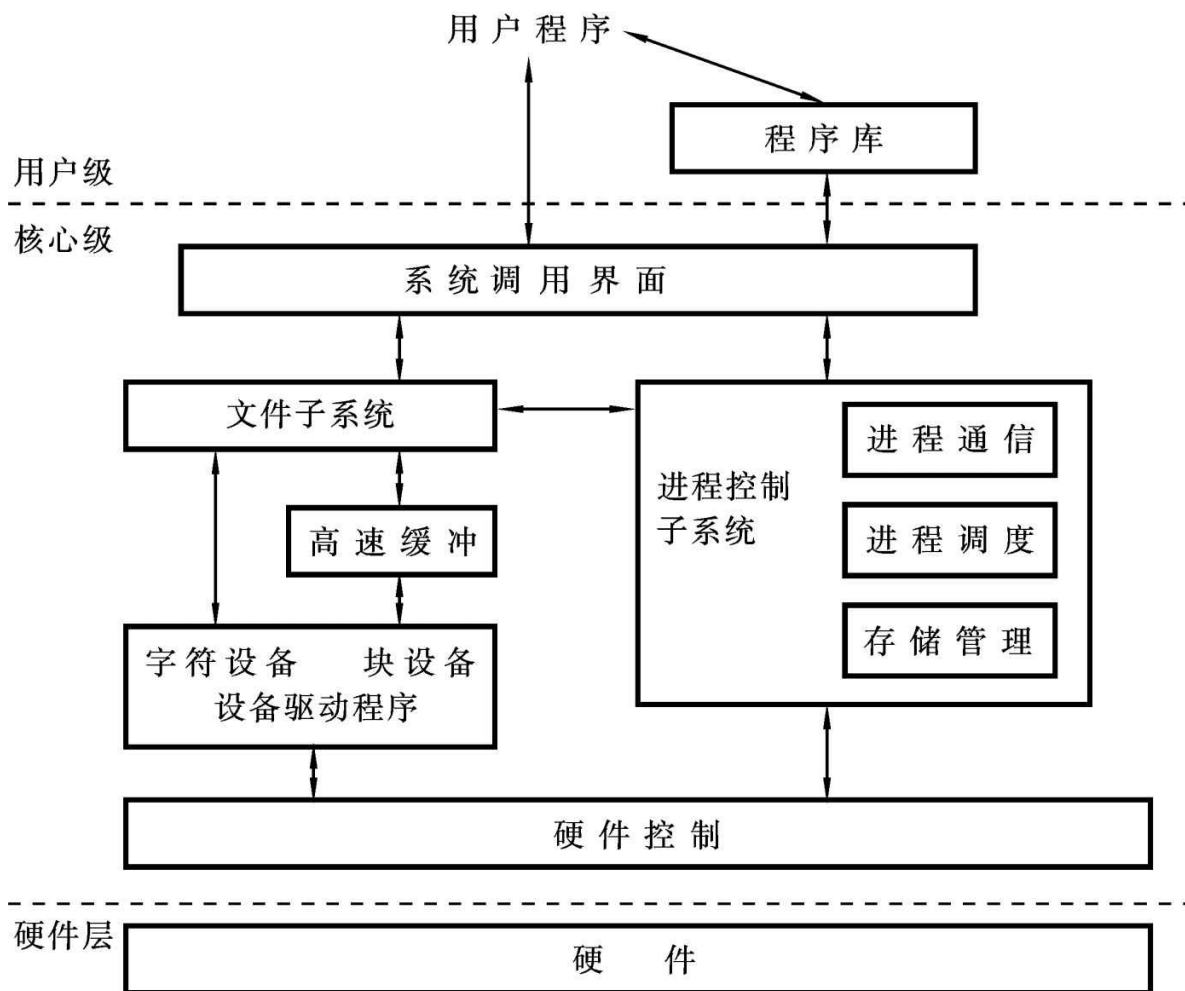 用户程序
程序库
用户级
核心级
系统调用界面
文件子系统
进程通信
进程控制
子系统
高速缓冲
进程调度
字符设备 块设备
设备驱动程序
存储管理
硬件控制
硬件层
硬 件